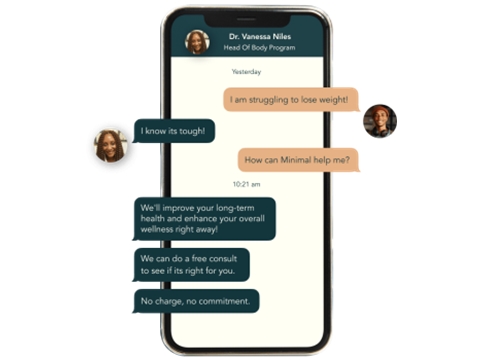 Dr. Vanessa Niles
Head Of Body Program
Yesterday
I am struggling to lose weight!
I know its tough!
How can Minimal help me?
10:21 am
We'll improve your long-term
health and enhance your overall
wellness right away!
We can do a free consult
to see if its right for you.
No charge, no commitment.